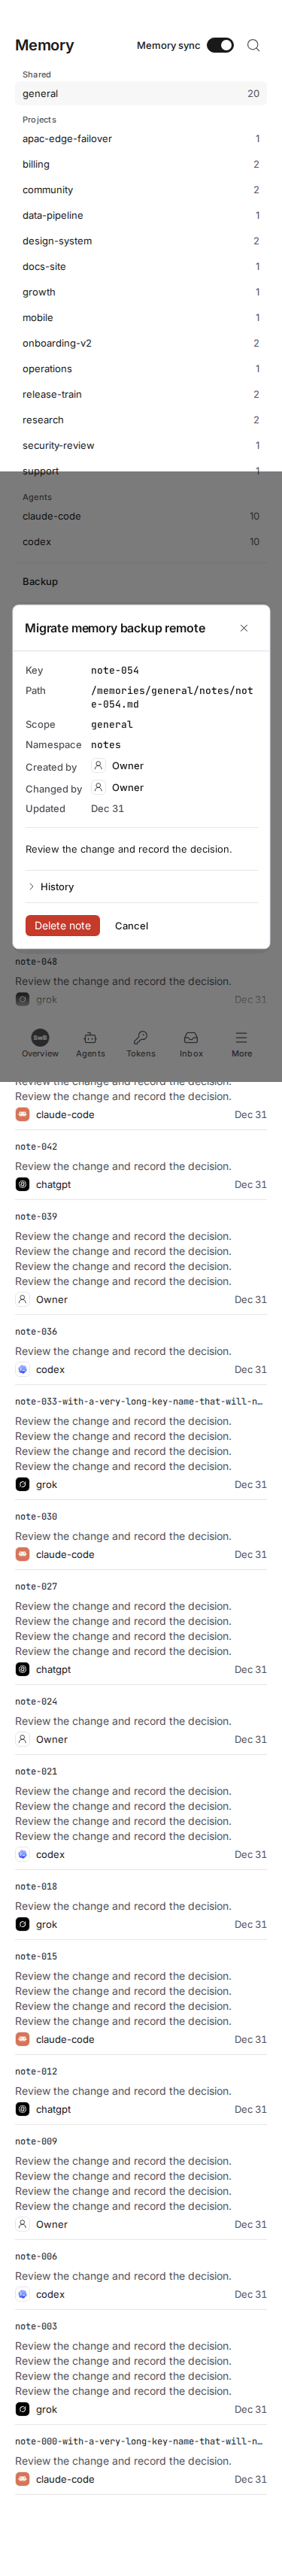 Memory
Memory sync
Shared
general 20
Projects
apac-edge-failover 1
billing 2
community 2
data-pipeline 1
design-system 2
docs-site 1
growth 1
mobile 1
onboarding-v2 2
operations 1
release-train 2
research 2
security-review 1
support 1
Agents
claude-code 10
codex 10
Backup
Migrate memory backup remote
Key note-054
Path /memories/general/notes/not
e-054.md
Scope general
Namespace notes
Created by Owner
Changed by Owner
Updated Dec 31
Review the change and record the decision.
History
Delete note Cancel
note-048
Review the change and record the decision.
grok Dec 31
Overview Agents Tokens Inbox More
Review the change and record the decision.
Review the change and record the decision.
claude-code Dec 31
note-042
Review the change and record the decision.
chatgpt Dec 31
note-039
Review the change and record the decision.
Review the change and record the decision.
Review the change and record the decision.
Review the change and record the decision.
Owner Dec 31
note-036
Review the change and record the decision.
codex Dec 31
note-033-with-a-very-long-key-name-that-will-n…
Review the change and record the decision.
Review the change and record the decision.
Review the change and record the decision.
Review the change and record the decision.
grok Dec 31
note-030
Review the change and record the decision.
claude-code Dec 31
note-027
Review the change and record the decision.
Review the change and record the decision.
Review the change and record the decision.
Review the change and record the decision.
chatgpt Dec 31
note-024
Review the change and record the decision.
Owner Dec 31
note-021
Review the change and record the decision.
Review the change and record the decision.
Review the change and record the decision.
Review the change and record the decision.
codex Dec 31
note-018
Review the change and record the decision.
grok Dec 31
note-015
Review the change and record the decision.
Review the change and record the decision.
Review the change and record the decision.
Review the change and record the decision.
claude-code Dec 31
note-012
Review the change and record the decision.
chatgpt Dec 31
note-009
Review the change and record the decision.
Review the change and record the decision.
Review the change and record the decision.
Review the change and record the decision.
Owner Dec 31
note-006
Review the change and record the decision.
codex Dec 31
note-003
Review the change and record the decision.
Review the change and record the decision.
Review the change and record the decision.
Review the change and record the decision.
grok Dec 31
note-000-with-a-very-long-key-name-that-will-n…
Review the change and record the decision.
claude-code Dec 31